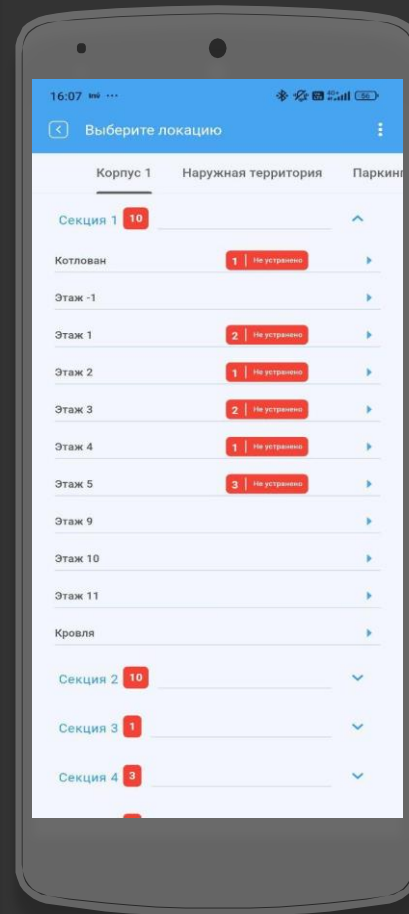 16:07
Выберите локацию
Корпус 1 Наружная территория Паркинг
Секция 1 10
Котлован 1 Не устранено
Этаж -1
Этаж 1 2 Не устранено
Этаж 2 1 Не устранено
Этаж 3 2 Не устранено
Этаж 4 1 Не устранено
Этаж 5 3 Не устранено
Этаж 9
Этаж 10
Этаж 11
Кровля
Секция 2 10
Секция 3 1
Секция 4 3